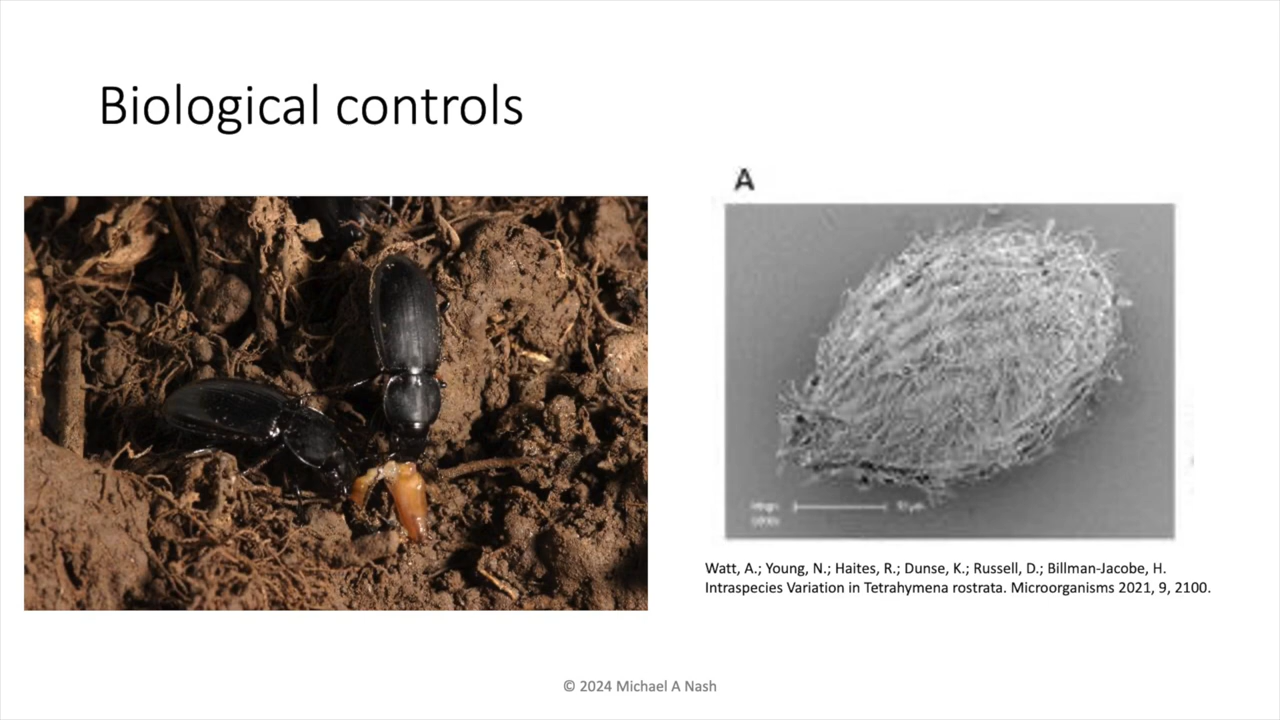 Biological controls
A
Watt, A.; Young, N.; Haites, R.; Dunse, K.; Russell, D.; Billman-Jacobe, H.
Intraspecies Variation in Tetrahymena rostrata. Microorganisms 2021, 9, 2100.
© 2024 Michael A Nash